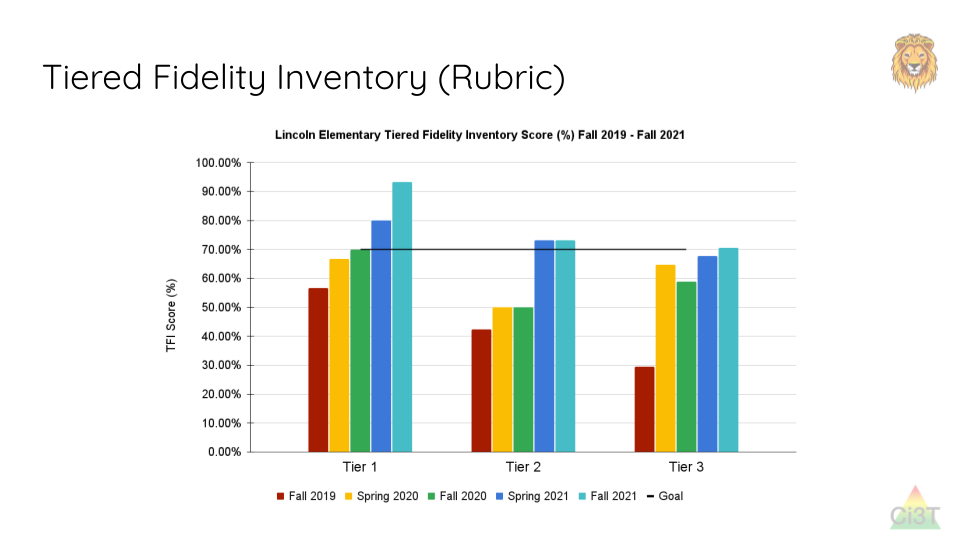 Tiered Fidelity Inventory (Rubric)
Lincoln Elementary Tiered Fidelity Inventory Score (%) Fall 2019 - Fall 2021
TFI Score (%)
100.00%
90.00%
80.00%
70.00%
60.00%
50.00%
40.00%
30.00%
20.00%
10.00%
0.00%
Tier 1 Tier 2 Tier 3
Fall 2019 Spring 2020 Fall 2020 Spring 2021 Fall 2021 Goal
Ci3T